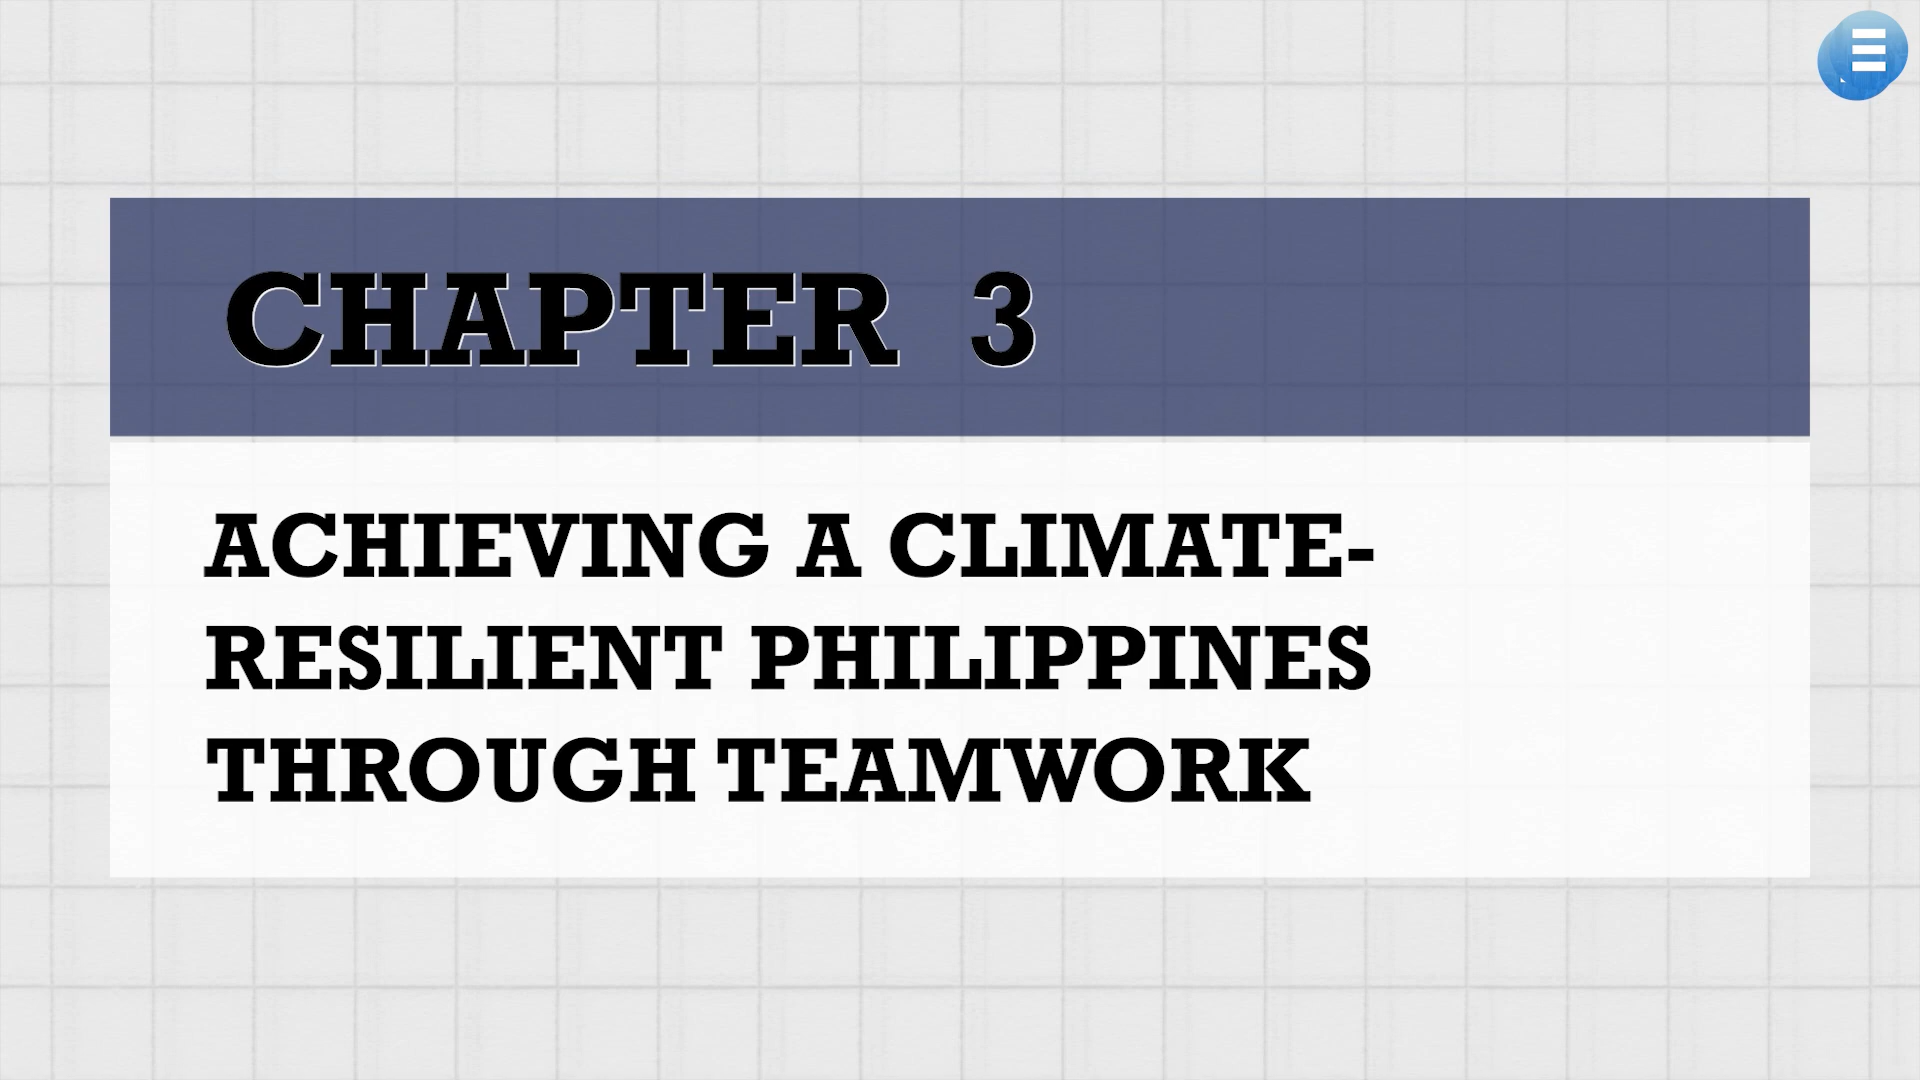 CHAPTER 3
ACHIEVING A CLIMATE-
RESILIENT PHILIPPINES
THROUGH TEAMWORK